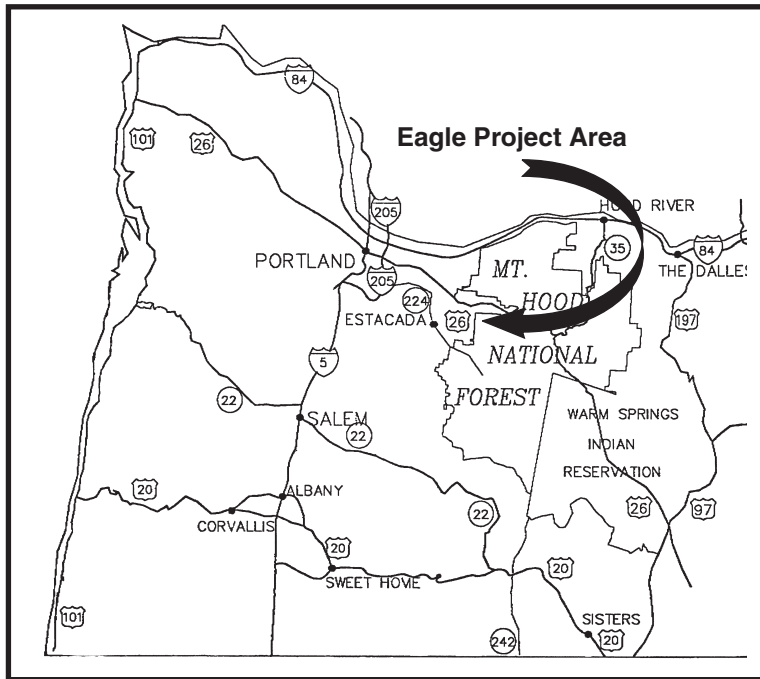 84
101
26
Eagle Project Area
205
HOOD RIVER
35
PORTLAND
MT.
84
THE DALLES
205
HOOD
224
26
ESTACADA
197
5
NATIONAL
22
FOREST
SALEM
WARM SPRINGS
22
INDIAN
RESERVATION
20
ALBANY
26
97
22
CORVALLIS
20
20
SWEET HOME
101
SISTERS
242
20